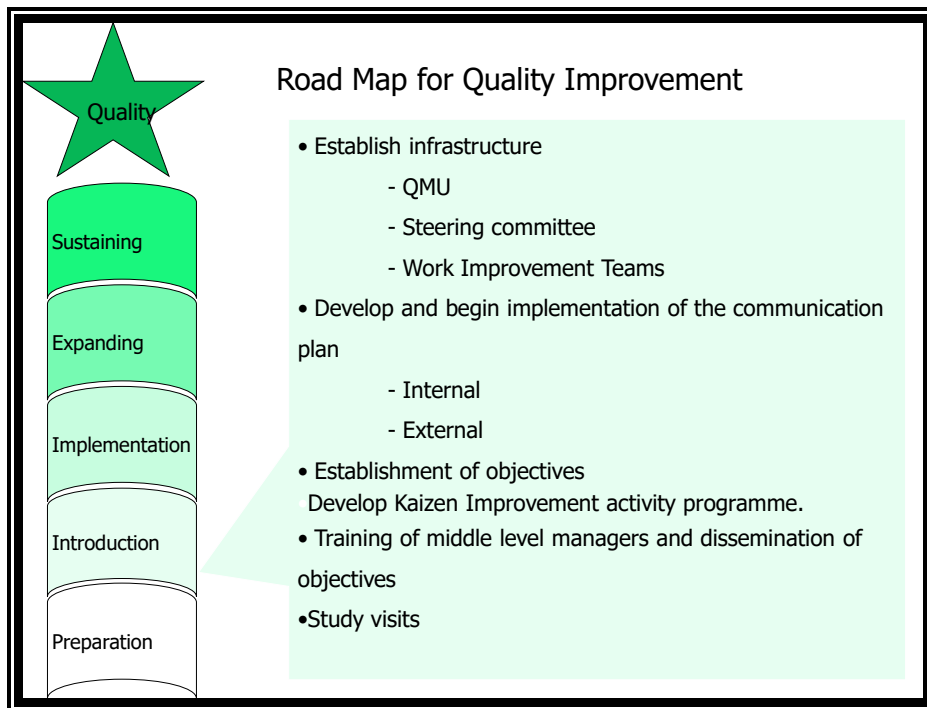 Road Map for Quality Improvement
Quality
Sustaining
Expanding
Implementation
Introduction
Preparation
• Establish infrastructure
- QMU
- Steering committee
- Work Improvement Teams
• Develop and begin implementation of the communication
plan
- Internal
- External
• Establishment of objectives
•Develop Kaizen Improvement activity programme.
• Training of middle level managers and dissemination of
objectives
•Study visits